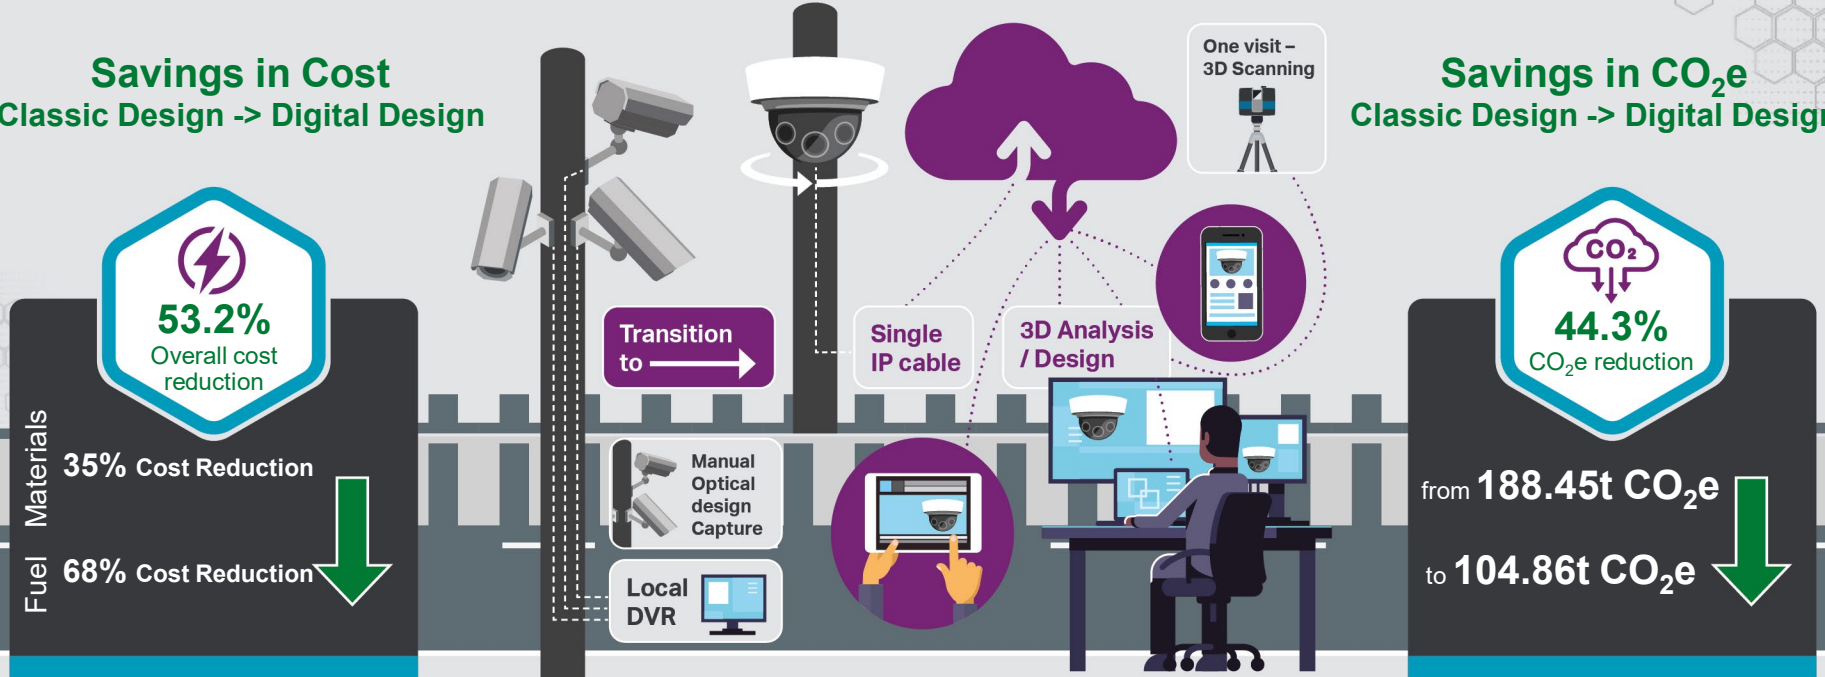 Savings in Cost
Classic Design -> Digital Design
53.2%
Overall cost
reduction
Materials
35% Cost Reduction
Fuel
68% Cost Reduction
Transition
to
Manual
Optical
design
Capture
Local
DVR
Single
IP cable
3D Analysis
/ Design
One visit –
3D Scanning
Savings in CO₂e
Classic Design -> Digital Design
CO₂
44.3%
CO₂e reduction
from 188.45t CO₂e
to 104.86t CO₂e